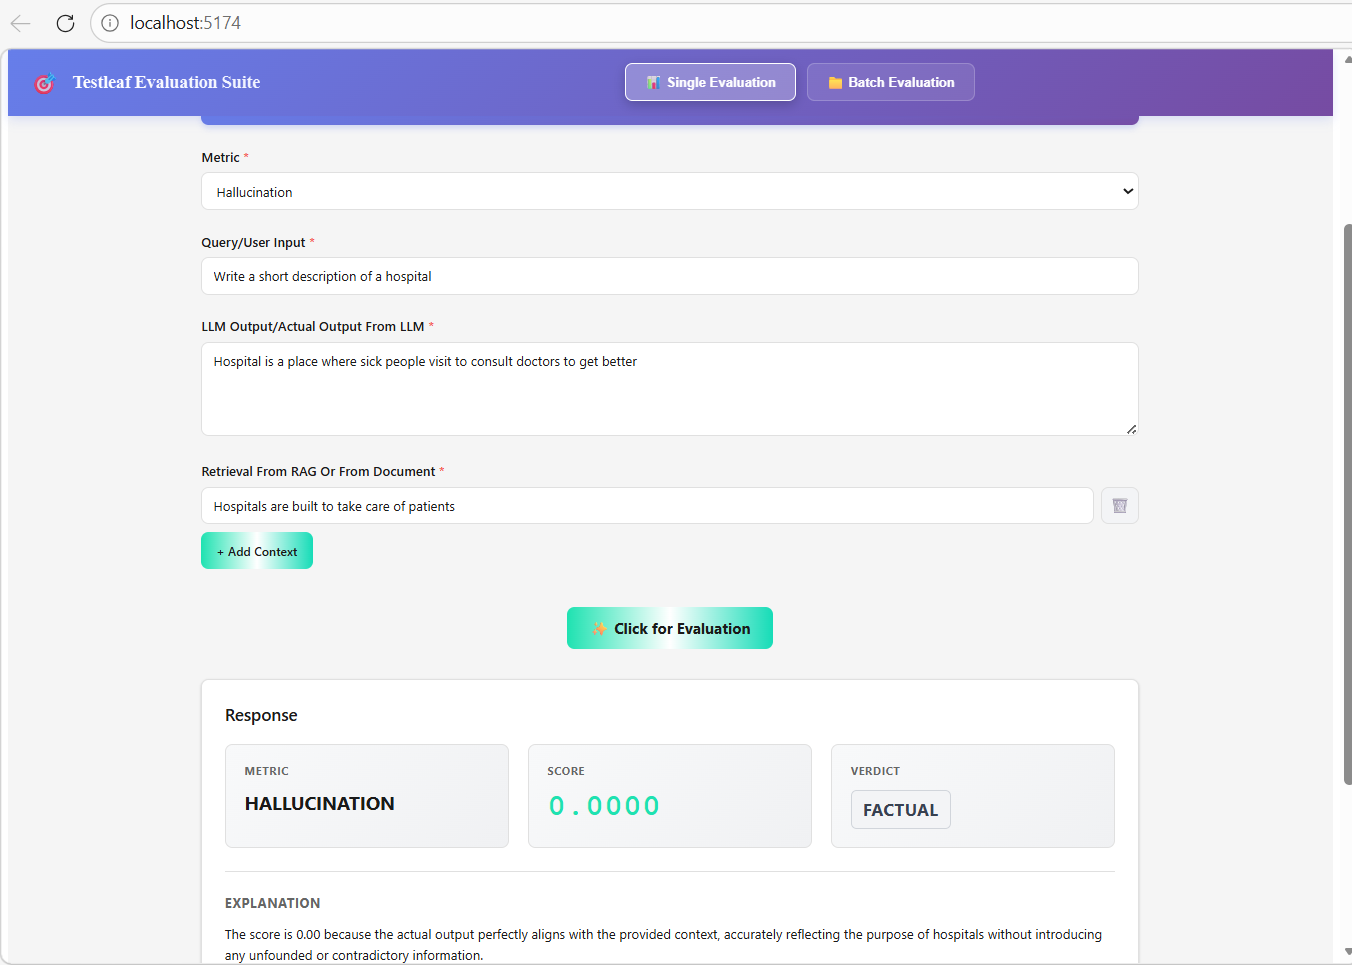 localhost:5174
Testleaf Evaluation Suite
Single Evaluation
Batch Evaluation
Metric *
Hallucination
Query/User Input *
Write a short description of a hospital
LLM Output/Actual Output From LLM *
Hospital is a place where sick people visit to consult doctors to get better
Retrieval From RAG Or From Document *
Hospitals are built to take care of patients
+ Add Context
Click for Evaluation
Response
METRIC
HALLUCINATION
SCORE
0.0000
VERDICT
FACTUAL
EXPLANATION
The score is 0.00 because the actual output perfectly aligns with the provided context, accurately reflecting the purpose of hospitals without introducing
any unfounded or contradictory information.